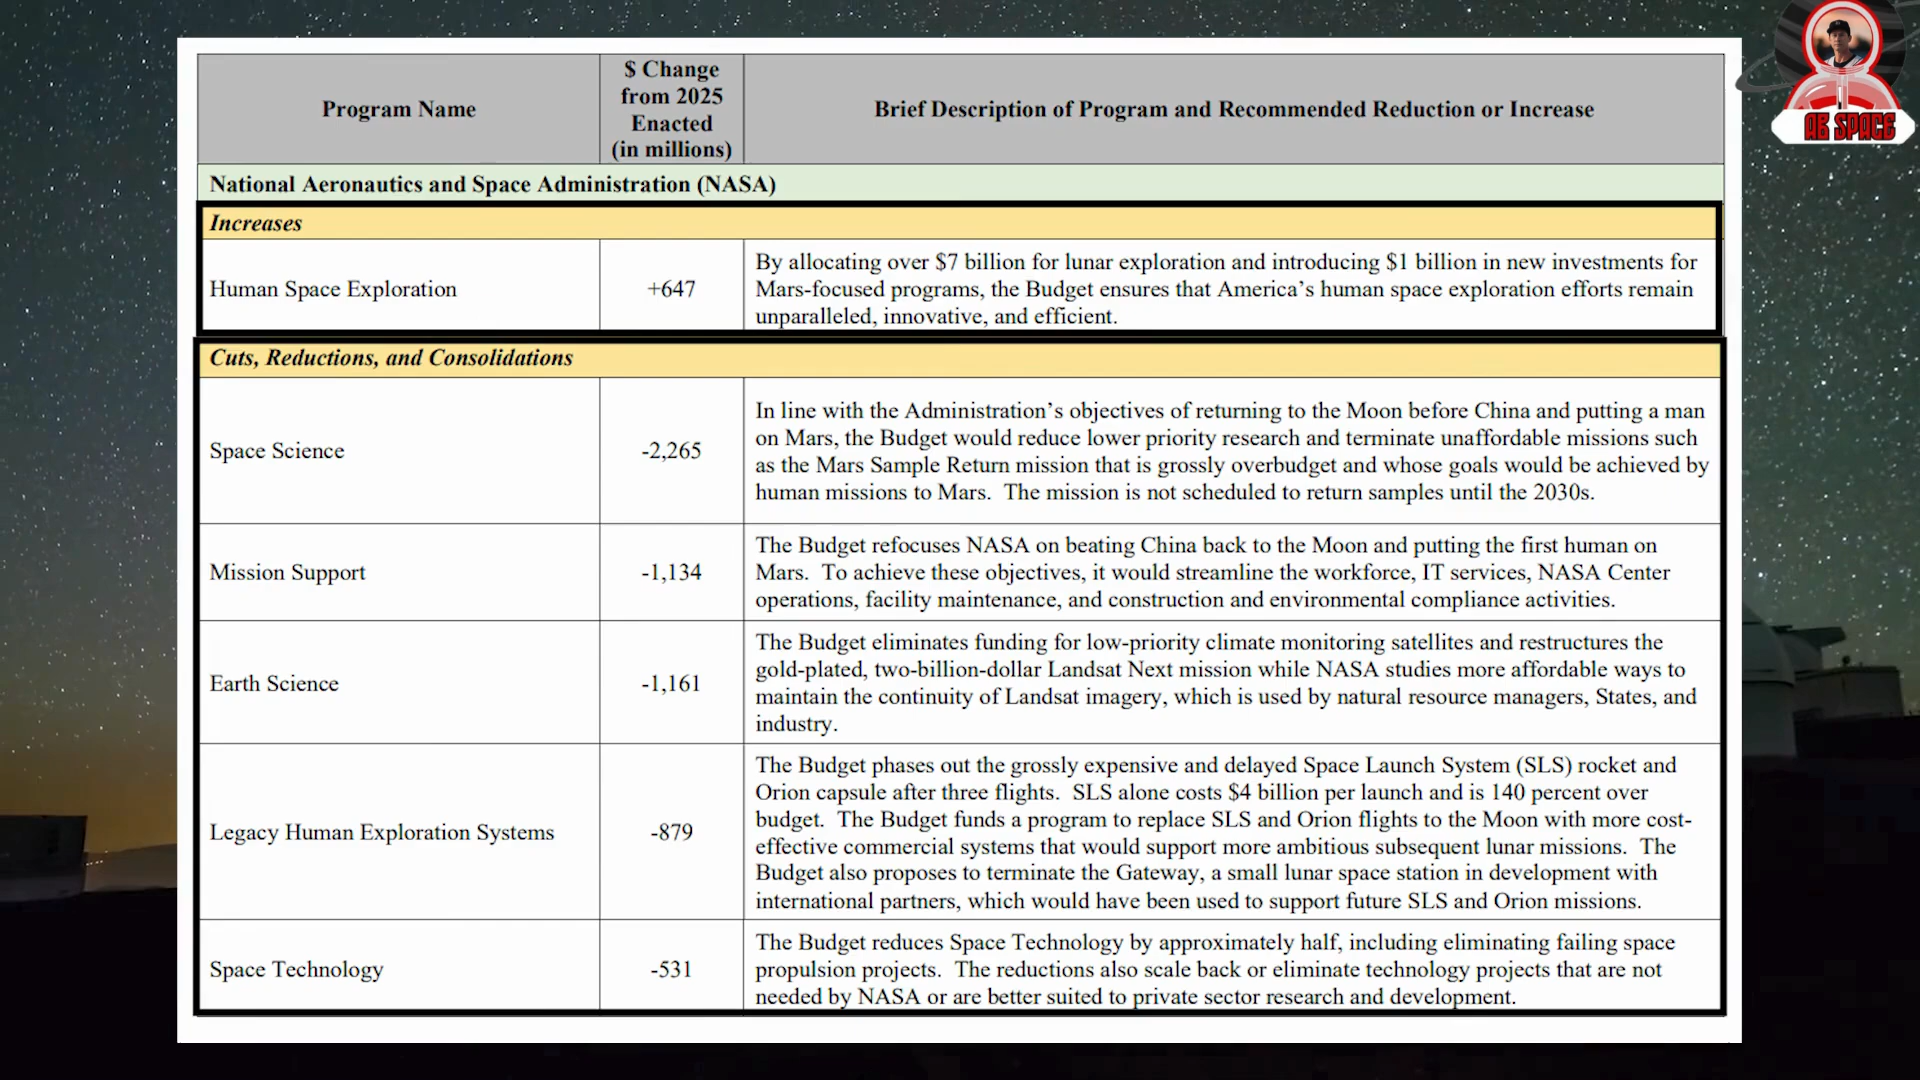 AB SPACE
Program Name
$ Change
from 2025
Enacted
(in millions)
Brief Description of Program and Recommended Reduction or Increase
National Aeronautics and Space Administration (NASA)
Increases
Human Space Exploration
+647
By allocating over $7 billion for lunar exploration and introducing $1 billion in new investments for
Mars-focused programs, the Budget ensures that America's human space exploration efforts remain
unparalleled, innovative, and efficient.
Cuts, Reductions, and Consolidations
Space Science
-2,265
In line with the Administration's objectives of returning to the Moon before China and putting a man
on Mars, the Budget would reduce lower priority research and terminate unaffordable missions such
as the Mars Sample Return mission that is grossly overbudget and whose goals would be achieved by
human missions to Mars.  The mission is not scheduled to return samples until the 2030s.
Mission Support
-1,134
The Budget refocuses NASA on beating China back to the Moon and putting the first human on
Mars.  To achieve these objectives, it would streamline the workforce, IT services, NASA Center
operations, facility maintenance, and construction and environmental compliance activities.
Earth Science
-1,161
The Budget eliminates funding for low-priority climate monitoring satellites and restructures the
gold-plated, two-billion-dollar Landsat Next mission while NASA studies more affordable ways to
maintain the continuity of Landsat imagery, which is used by natural resource managers, States, and
industry.
Legacy Human Exploration Systems
-879
The Budget phases out the grossly expensive and delayed Space Launch System (SLS) rocket and
Orion capsule after three flights.  SLS alone costs $4 billion per launch and is 140 percent over
budget.  The Budget funds a program to replace SLS and Orion flights to the Moon with more cost-
effective commercial systems that would support more ambitious subsequent lunar missions.  The
Budget also proposes to terminate the Gateway, a small lunar space station in development with
international partners, which would have been used to support future SLS and Orion missions.
Space Technology
-531
The Budget reduces Space Technology by approximately half, including eliminating failing space
propulsion projects.  The reductions also scale back or eliminate technology projects that are not
needed by NASA or are better suited to private sector research and development.